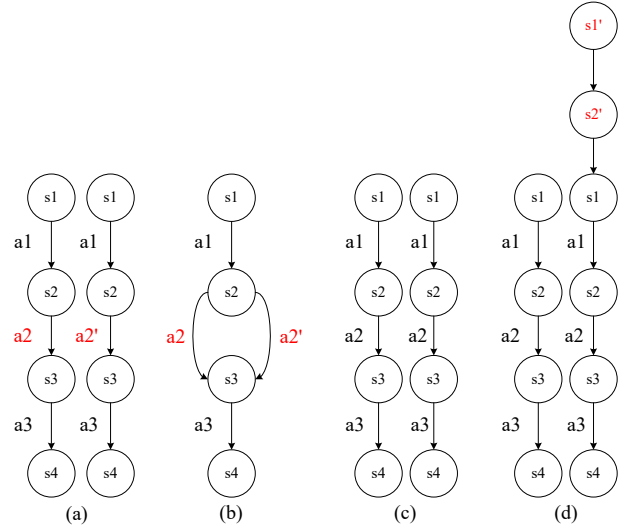 s1'
s2'
s1 s1 s1 s1 s1 s1 s1
a1 a1 a1 a1 a1 a1 a1
s2 s2 s2 s2 s2 s2 s2
a2 a2' a2 a2' a2 a2 a2 a2
s3 s3 s3 s3 s3 s3 s3
a3 a3 a3 a3 a3 a3 a3
s4 s4 s4 s4 s4 s4 s4
(a) (b) (c) (d)